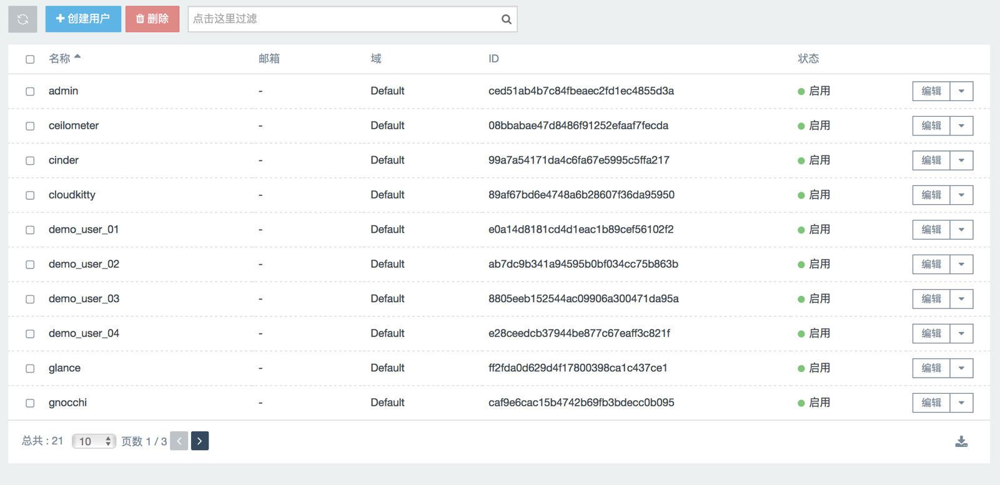 创建用户 删除 点击这里过滤
名称 邮箱 域 ID 状态
admin - Default ced51ab4b7c84fbeaec2fd1ec4855d3a 启用 编辑
ceilometer - Default 08bbabae47d8486f91252efaaf7fecda 启用 编辑
cinder - Default 99a7a54171da4c6fa67e5995c5ffa217 启用 编辑
cloudkitty - Default 89af67bd6e4748a6b28607f36da95950 启用 编辑
demo_user_01 - Default e0a14d8181cd4d1eac1b89cef56102f2 启用 编辑
demo_user_02 - Default ab7dc9b341a94595b0bf034cc75b863b 启用 编辑
demo_user_03 - Default 8805eeb152544ac09906a300471da95a 启用 编辑
demo_user_04 - Default e28ceedcb37944be877c67eaff3c821f 启用 编辑
glance - Default ff2fda0d629d4f17800398ca1c437ce1 启用 编辑
gnocchi - Default caf9e6cac15b4742b69fb3bdecc0b095 启用 编辑
总共 : 21 10 页数 1 / 3